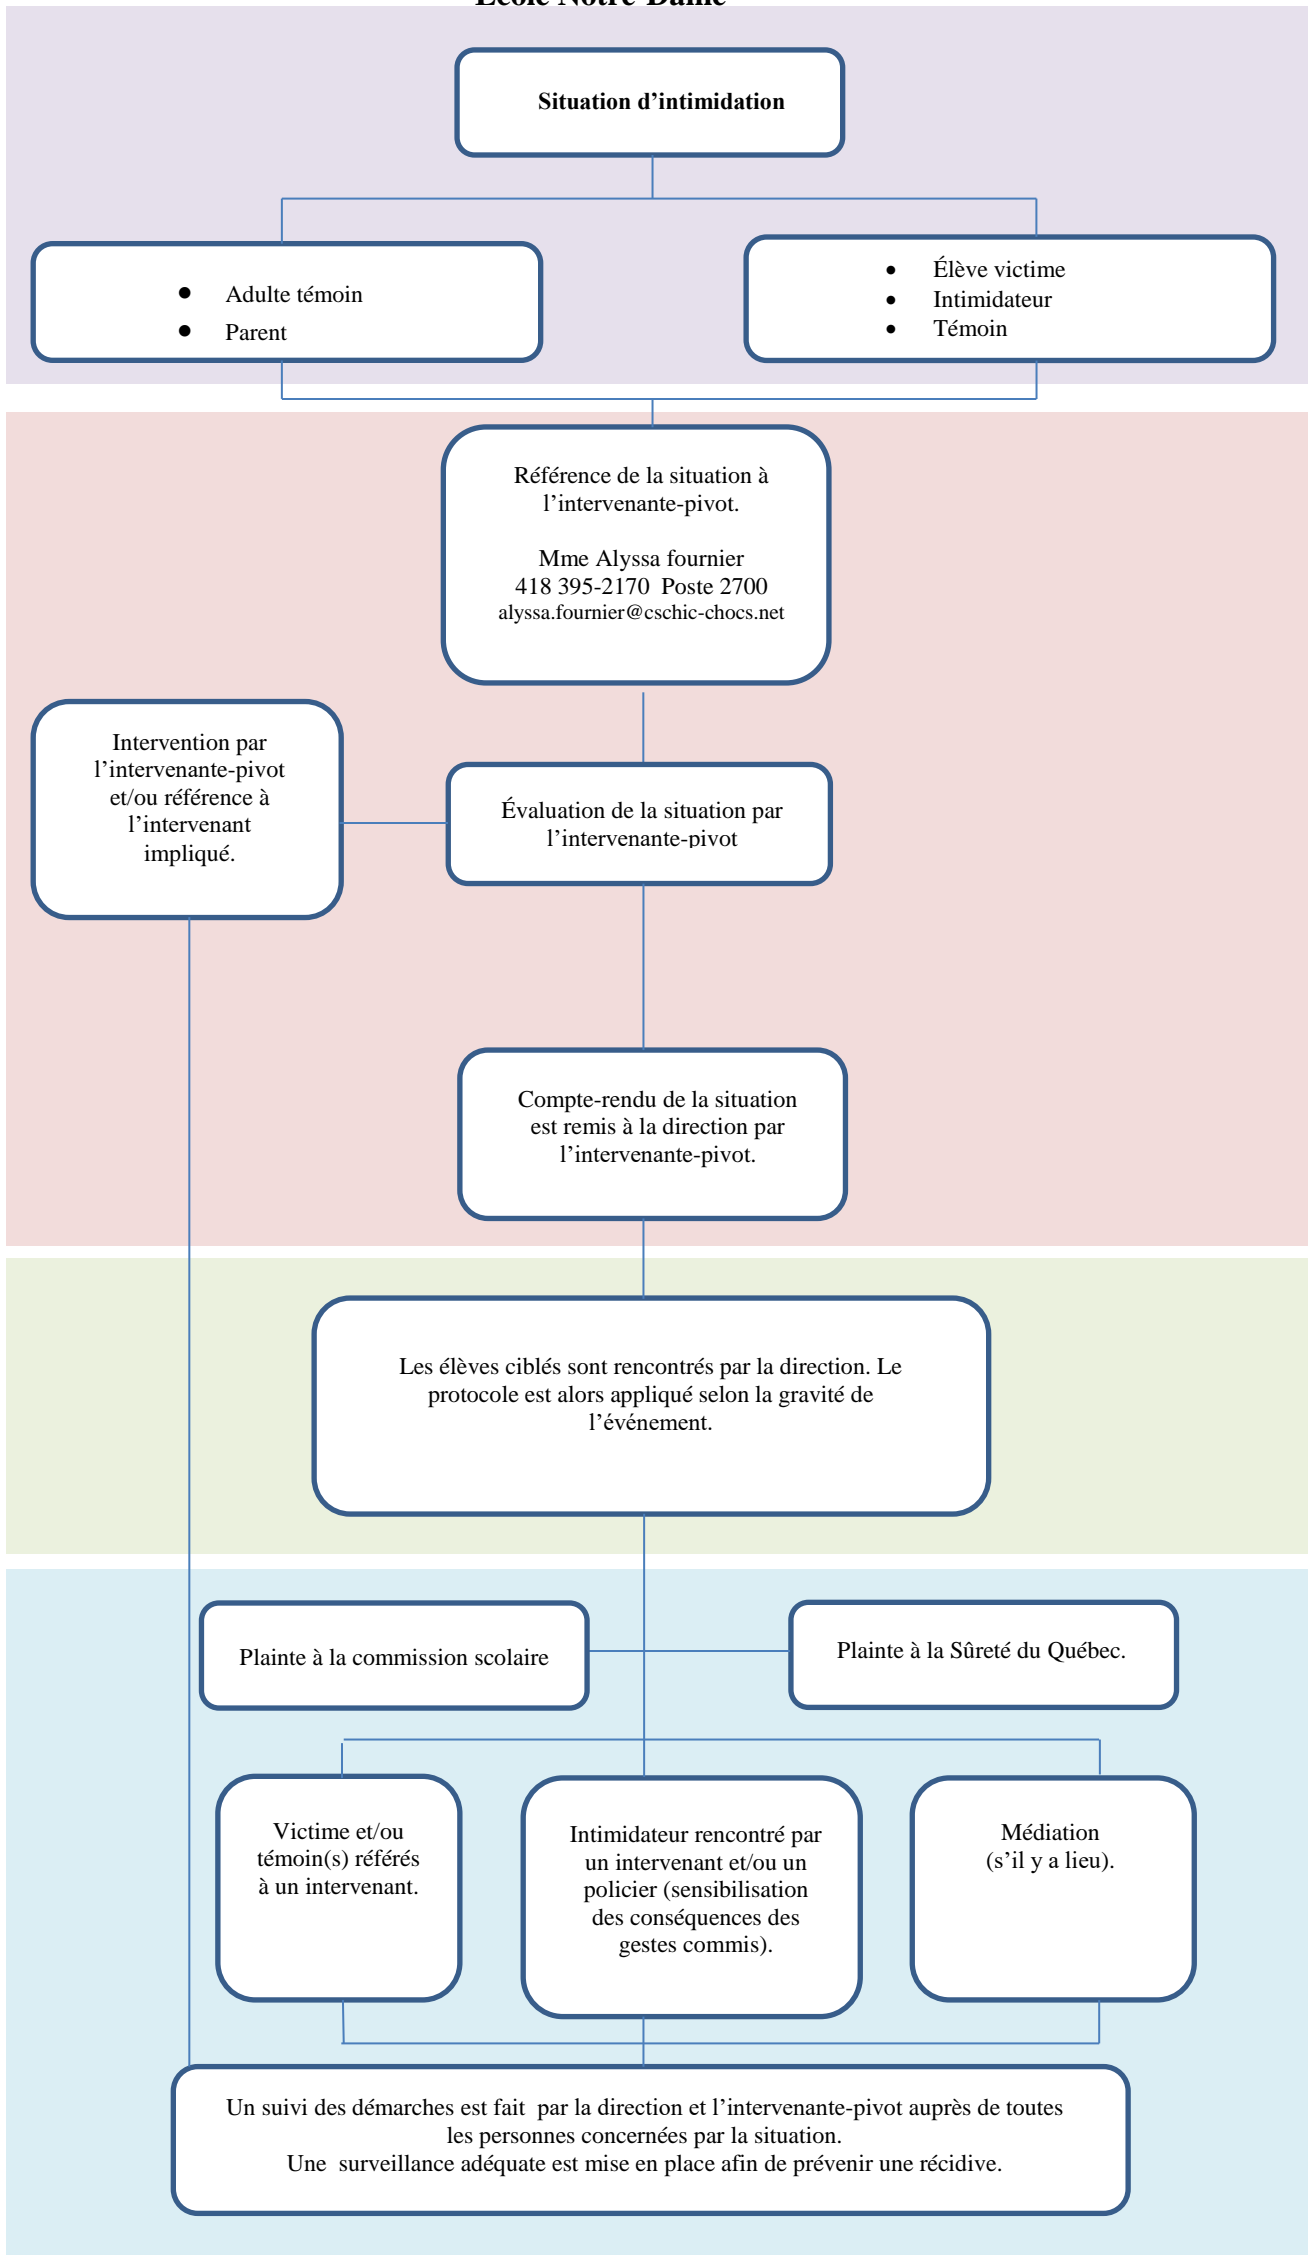 École Notre-Dame
Situation d’intimidation
• Adulte témoin
• Parent
• Élève victime
• Intimidateur
• Témoin
Référence de la situation à
l’intervenante-pivot.
Mme Alyssa fournier
418 395-2170 Poste 2700
alyssa.fournier@cschic-chocs.net
Intervention par
l’intervenante-pivot
et/ou référence à
l’intervenant
impliqué.
Évaluation de la situation par
l’intervenante-pivot
Compte-rendu de la situation
est remis à la direction par
l’intervenante-pivot.
Les élèves ciblés sont rencontrés par la direction. Le
protocole est alors appliqué selon la gravité de
l’événement.
Plainte à la commission scolaire
Plainte à la Sûreté du Québec.
Victime et/ou
témoin(s) référés
à un intervenant.
Intimidateur rencontré par
un intervenant et/ou un
policier (sensibilisation
des conséquences des
gestes commis).
Médiation
(s’il y a lieu).
Un suivi des démarches est fait  par la direction et l’intervenante-pivot auprès de toutes
les personnes concernées par la situation.
Une  surveillance adéquate est mise en place afin de prévenir une récidive.